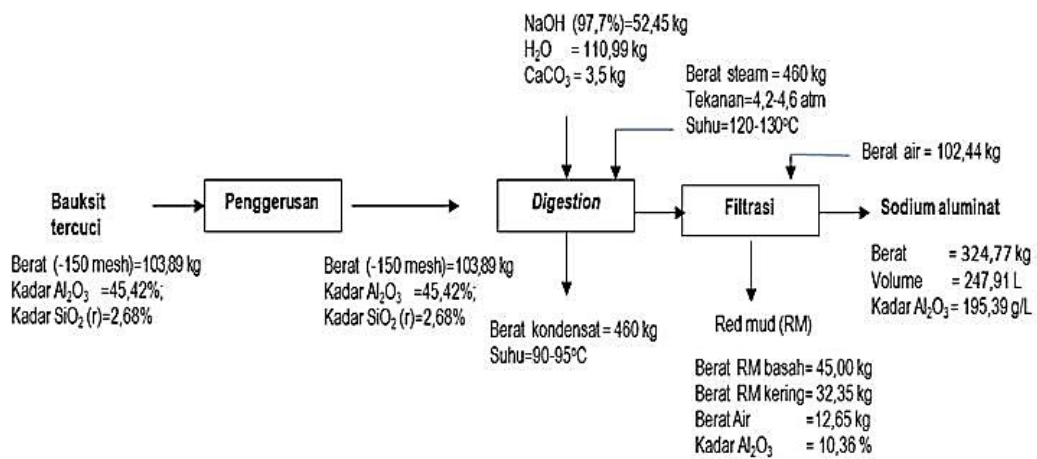 NaOH (97,7%)=52,45 kg
H₂O = 110,99 kg
CaCO₃ = 3,5 kg
Berat steam = 460 kg
Tekanan=4,2-4,6 atm
Suhu=120-130°C
Berat air = 102,44 kg
Bauksit
tercuci
Penggerusan
Digestion
Filtrasi
Sodium aluminat
Berat (-150 mesh)=103,89 kg
Kadar Al₂O₃ =45,42%;
Kadar SiO₂ (r)=2,68%
Berat (-150 mesh)=103,89 kg
Kadar Al₂O₃ =45,42%;
Kadar SiO₂ (r)=2,68%
Berat kondensat= 460 kg
Suhu=90-95°C
Red mud (RM)
Berat RM basah= 45,00 kg
Berat RM kering= 32,35 kg
Berat Air =12,65 kg
Kadar Al₂O₃ = 10,36 %
Berat = 324,77 kg
Volume = 247,91 L
Kadar Al₂O₃= 195,39 g/L